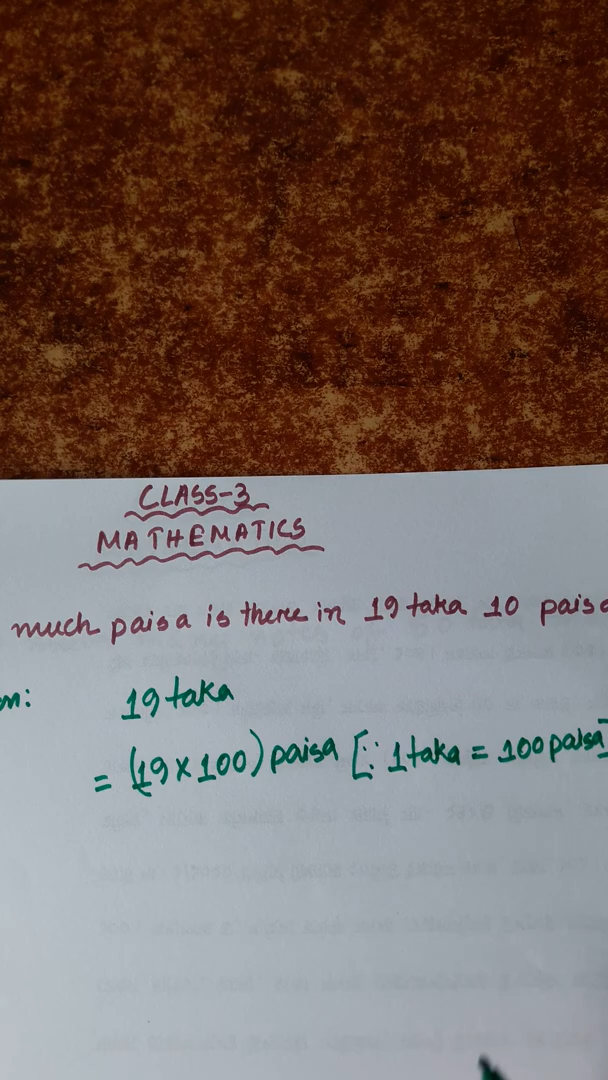 CLASS-3
MATHEMATICS
much paisa is there in 19 taka 10 paisa
19 taka
= (19 × 100) paisa [∵ 1 taka = 100 paisa]